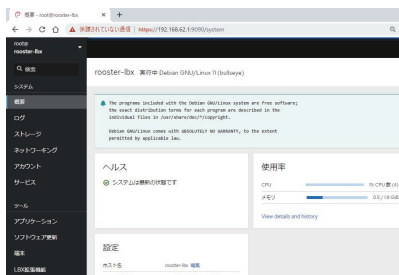 概要 - root@rooster-lbx
保護されていない通信 | https://192.168.62.1:9090/system
root@
rooster-lbx
検索
rooster-lbx 実行中 Debian GNU/Linux 11 (bullseye)
システム
概要
ログ
ストレージ
ネットワーキング
アカウント
サービス
ツール
アプリケーション
ソフトウェア更新
端末
LBX拡張機能
The programs included with the Debian GNU/Linux system are free software;
the exact distribution terms for each program are described in the
individual files in /usr/share/doc/*/copyright.
Debian GNU/Linux comes with ABSOLUTELY NO WARRANTY, to the extent
permitted by applicable law.
ヘルス
システムは最新の状態です
使用率
CPU 1% CPU 数 (4)
メモリ 0.5 / 1.9 GiB
View details and history
設定
ホスト名 rooster-lbx 編集